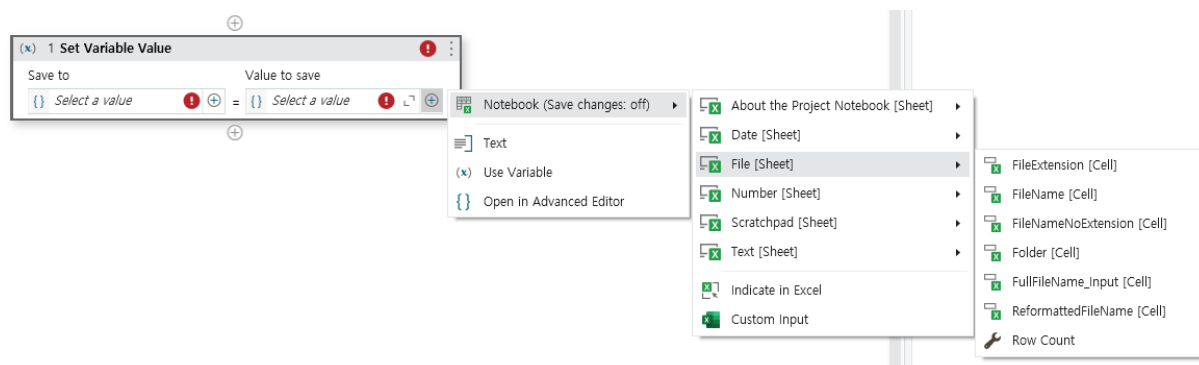 (x) 1 Set Variable Value
Save to Value to save
{} Select a value = {} Select a value
Notebook (Save changes: off)
Text
(x) Use Variable
{} Open in Advanced Editor
About the Project Notebook [Sheet]
Date [Sheet]
File [Sheet]
Number [Sheet]
Scratchpad [Sheet]
Text [Sheet]
Indicate in Excel
Custom Input
FileExtension [Cell]
FileName [Cell]
FileNameNoExtension [Cell]
Folder [Cell]
FullFileName_Input [Cell]
ReformattedFileName [Cell]
Row Count